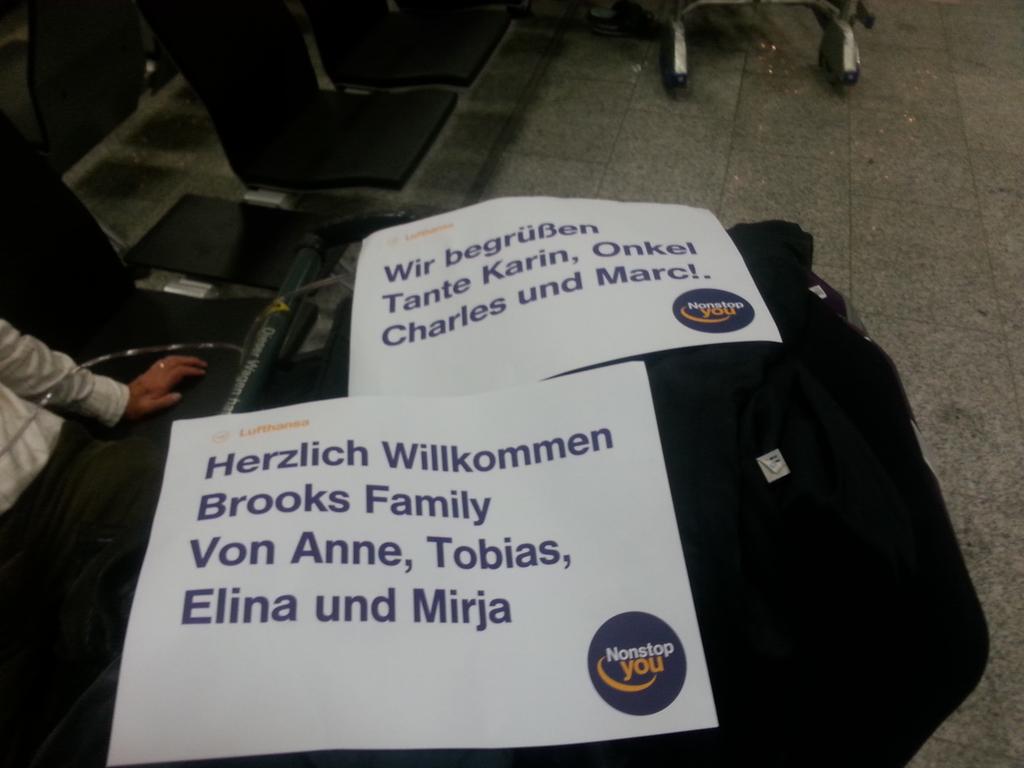 Lufthansa
Wir begrüßen
Tante Karin, Onkel
Charles und Marc!.
Nonstop
you
Lufthansa
Herzlich Willkommen
Brooks Family
Von Anne, Tobias,
Elina und Mirja
Nonstop
you